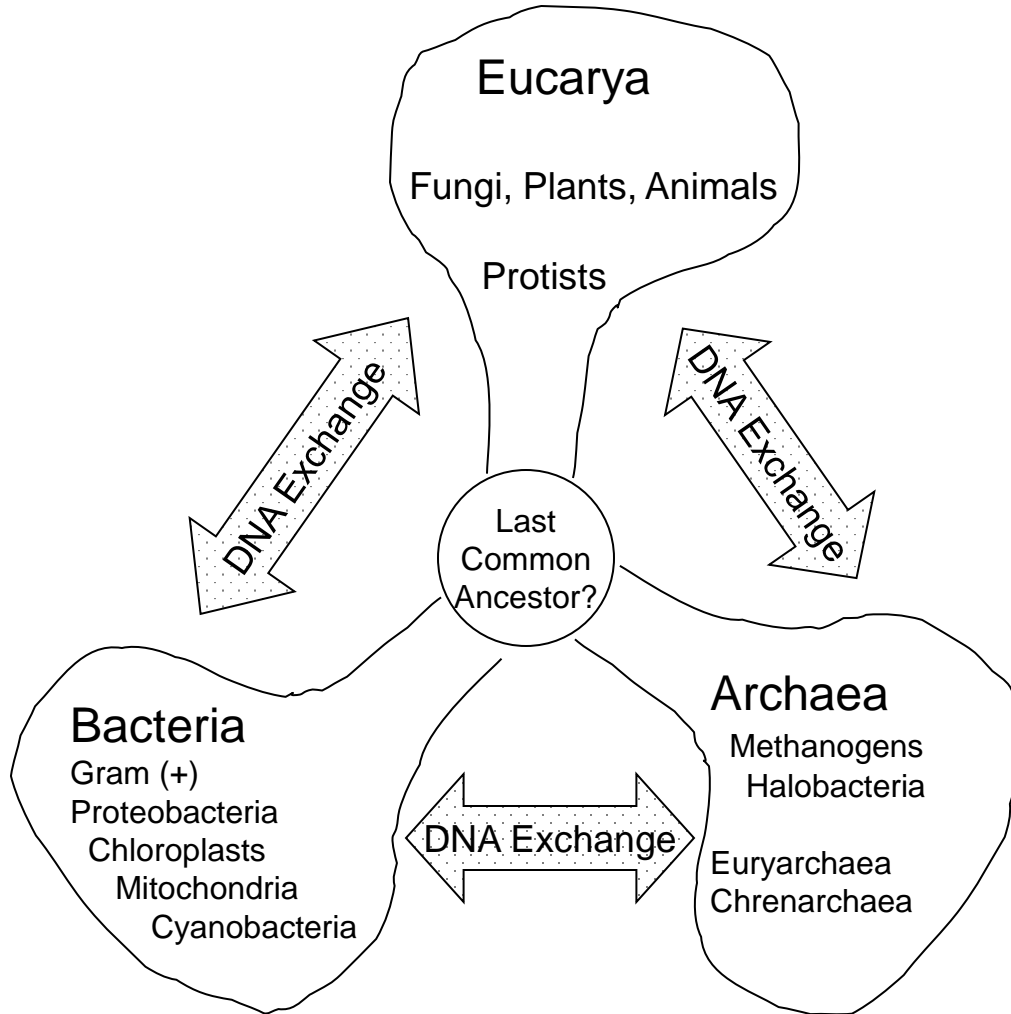 Eucarya
Fungi, Plants, Animals
Protists
DNA Exchange
DNA Exchange
Last
Common
Ancestor?
Bacteria
Gram (+)
Proteobacteria
Chloroplasts
Mitochondria
Cyanobacteria
DNA Exchange
Archaea
Methanogens
Halobacteria
Euryarchaea
Chrenarchaea